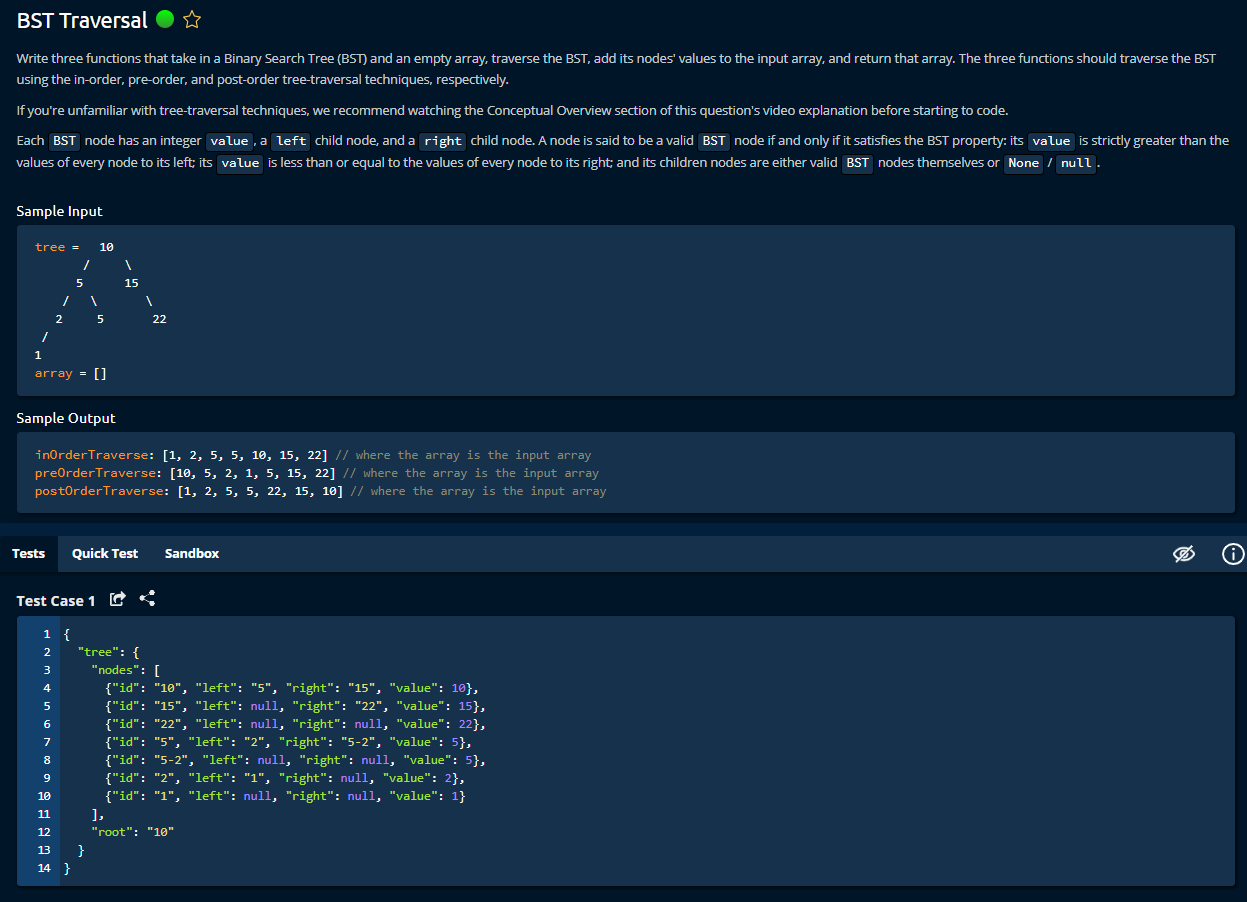 BST Traversal
Write three functions that take in a Binary Search Tree (BST) and an empty array, traverse the BST, add its nodes' values to the input array, and return that array. The three functions should traverse the BST
using the in-order, pre-order, and post-order tree-traversal techniques, respectively.
If you're unfamiliar with tree-traversal techniques, we recommend watching the Conceptual Overview section of this question's video explanation before starting to code.
Each BST node has an integer value, a left child node, and a right child node. A node is said to be a valid BST node if and only if it satisfies the BST property: its value is strictly greater than the
values of every node to its left; its value is less than or equal to the values of every node to its right; and its children nodes are either valid BST nodes themselves or None / null.
Sample Input
tree =   10
       /     \
      5      15
    /   \       \
   2     5       22
 /
1
array = []
Sample Output
inOrderTraverse: [1, 2, 5, 5, 10, 15, 22] // where the array is the input array
preOrderTraverse: [10, 5, 2, 1, 5, 15, 22] // where the array is the input array
postOrderTraverse: [1, 2, 5, 5, 22, 15, 10] // where the array is the input array
Tests Quick Test Sandbox
Test Case 1
1 {
2   "tree": {
3     "nodes": [
4       {"id": "10", "left": "5", "right": "15", "value": 10},
5       {"id": "15", "left": null, "right": "22", "value": 15},
6       {"id": "22", "left": null, "right": null, "value": 22},
7       {"id": "5", "left": "2", "right": "5-2", "value": 5},
8       {"id": "5-2", "left": null, "right": null, "value": 5},
9       {"id": "2", "left": "1", "right": null, "value": 2},
10       {"id": "1", "left": null, "right": null, "value": 1}
11     ],
12     "root": "10"
13   }
14 }